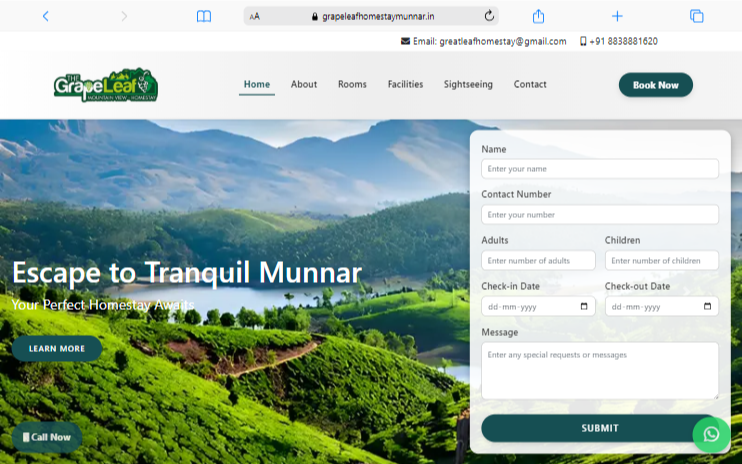 AA grapeleafhomestaymunnar.in
Email: greatleafhomestay@gmail.com +91 8838881620
THE
GrapeLeaf
MOUNTAIN VIEW HOMESTAY
Home About Rooms Facilities Sightseeing Contact Book Now
Name
Enter your name
Contact Number
Enter your number
Adults Children
Enter number of adults Enter number of children
Check-in Date Check-out Date
dd-mm-yyyy dd-mm-yyyy
Message
Enter any special requests or messages
SUBMIT
Escape to Tranquil Munnar
Your Perfect Homestay Awaits
LEARN MORE
Call Now